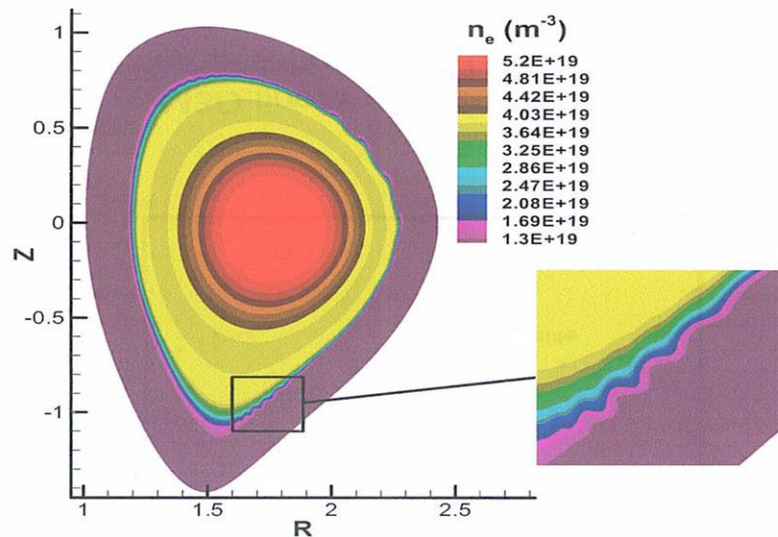 n_e (m^-3)
5.2E+19
4.81E+19
4.42E+19
4.03E+19
3.64E+19
3.25E+19
2.86E+19
2.47E+19
2.08E+19
1.69E+19
1.3E+19
1
0.5
0
-0.5
-1
Z
1
1.5
2
2.5
R